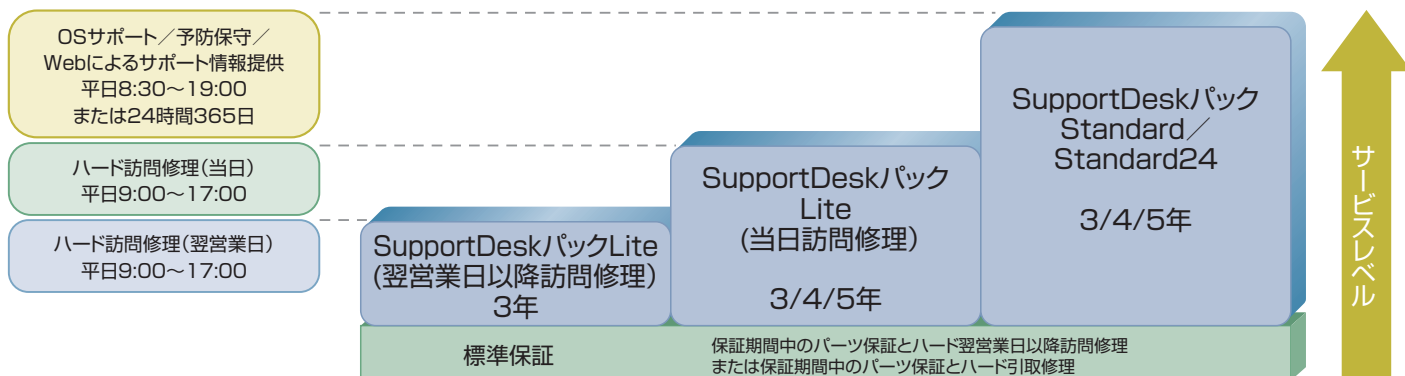 OSサポート／予防保守／
Webによるサポート情報提供
平日8:30〜19:00
または24時間365日
ハード訪問修理(当日)
平日9:00〜17:00
ハード訪問修理(翌営業日)
平日9:00〜17:00
SupportDeskパックLite
(翌営業日以降訪問修理)
3年
SupportDeskパック
Lite
(当日訪問修理)
3/4/5年
SupportDeskパック
Standard／
Standard24
3/4/5年
サービスレベル
標準保証
保証期間中のパーツ保証とハード翌営業日以降訪問修理
または保証期間中のパーツ保証とハード引取修理